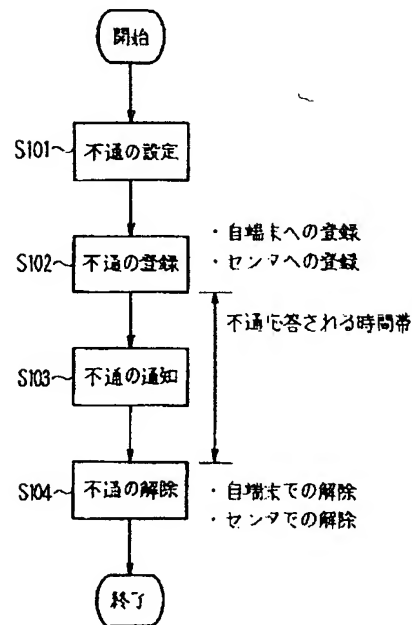 開始
S101～ 不通の設定
S102～ 不通の登録
・自端末への登録
・センタへの登録
不通応答される時間帯
S103～ 不通の通知
S104～ 不通の解除
・自端末での解除
・センタでの解除
終了